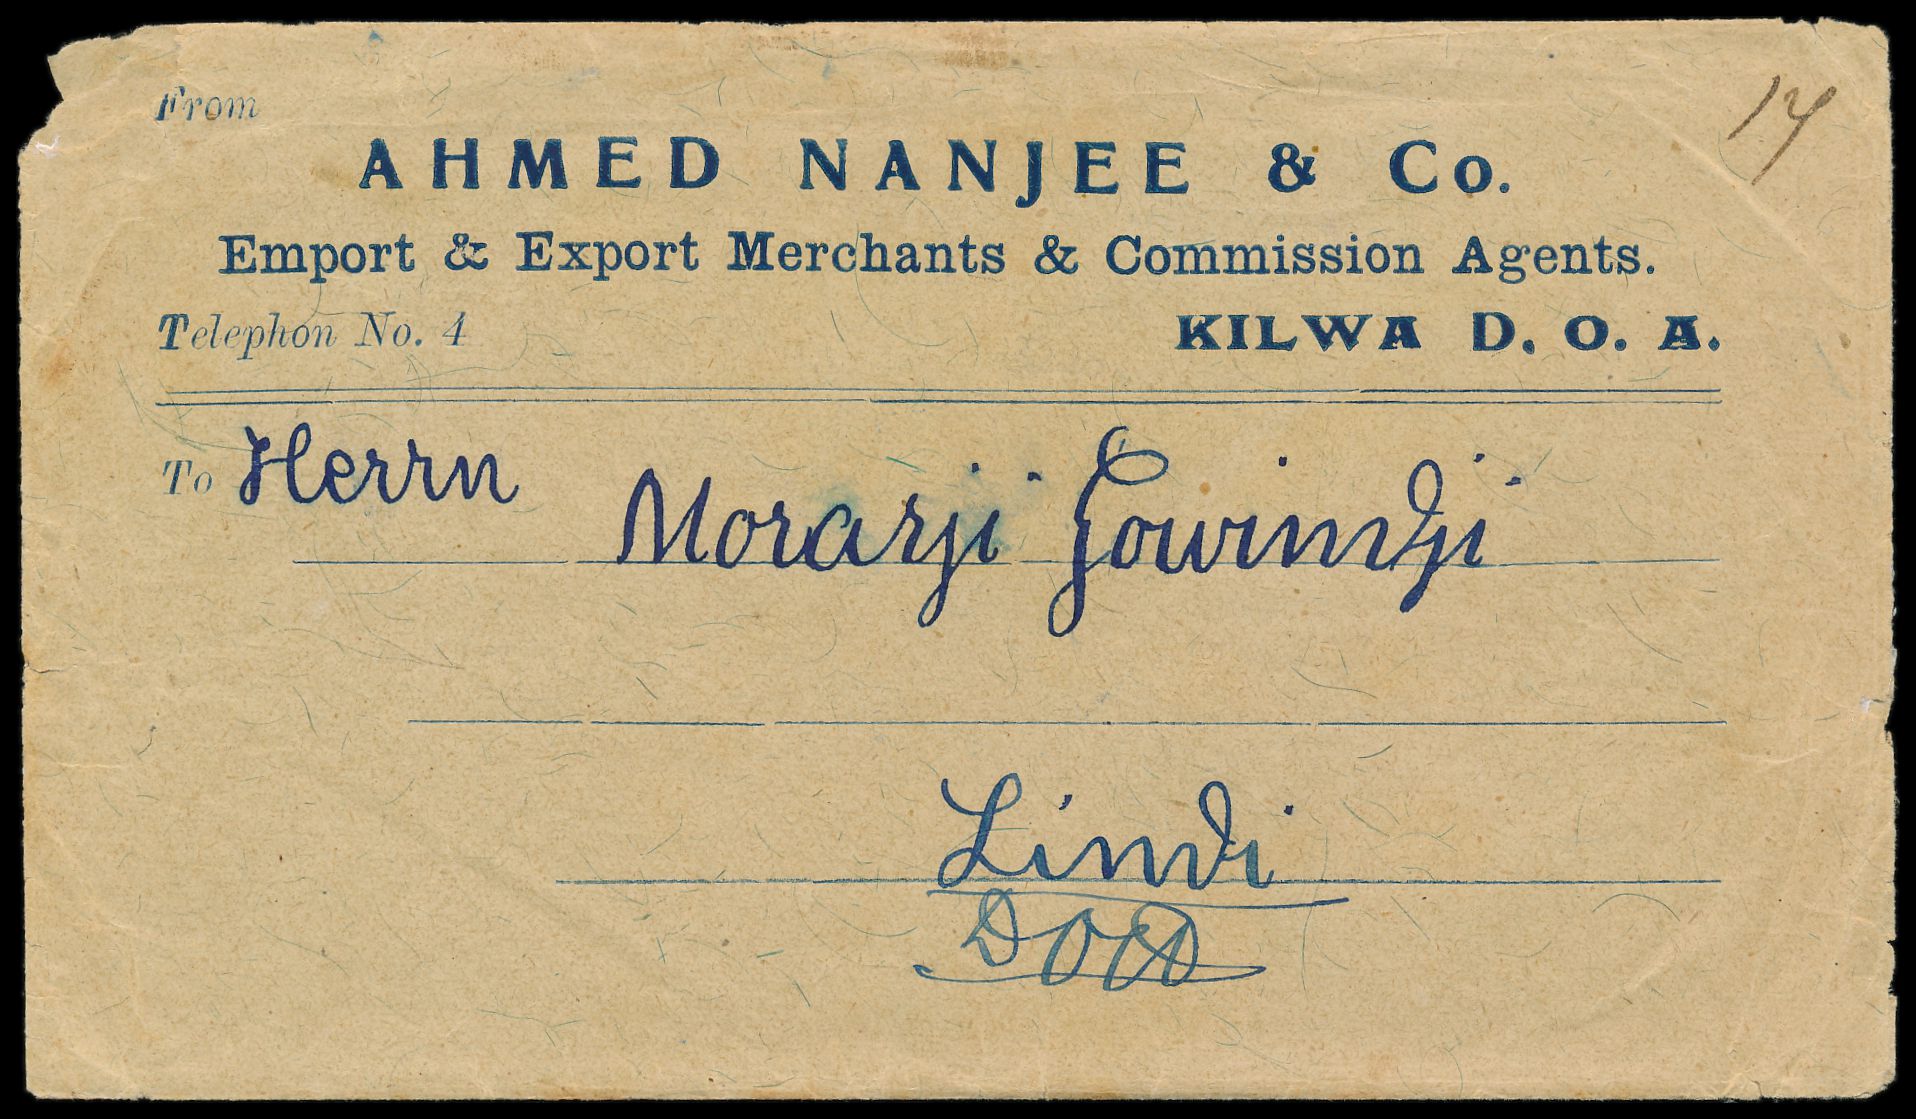 From
14
AHMED NANJEE & Co.
Emport & Export Merchants & Commission Agents.
Telephon No. 4
KILWA D. O. A.
To Herrn
Morarji Gowindji
Lindi
DOA